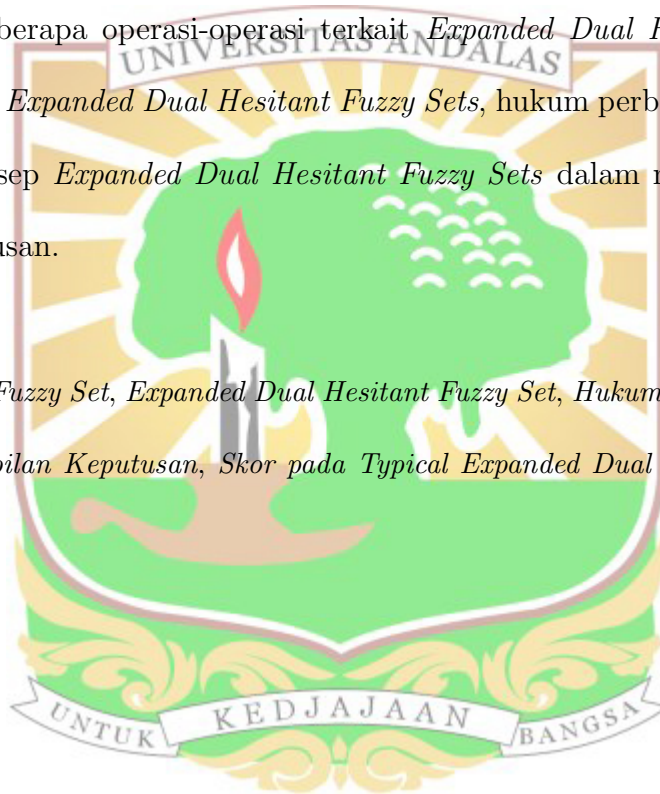 berapa operasi-operasi terkait Expanded Dual H
UNIVERSITAS ANDALAS
Expanded Dual Hesitant Fuzzy Sets, hukum perb
sep Expanded Dual Hesitant Fuzzy Sets dalam
usan.
Fuzzy Set, Expanded Dual Hesitant Fuzzy Set, Hukum
bilan Keputusan, Skor pada Typical Expanded Dual
UNTUK KEDJAJAAN BANGSA